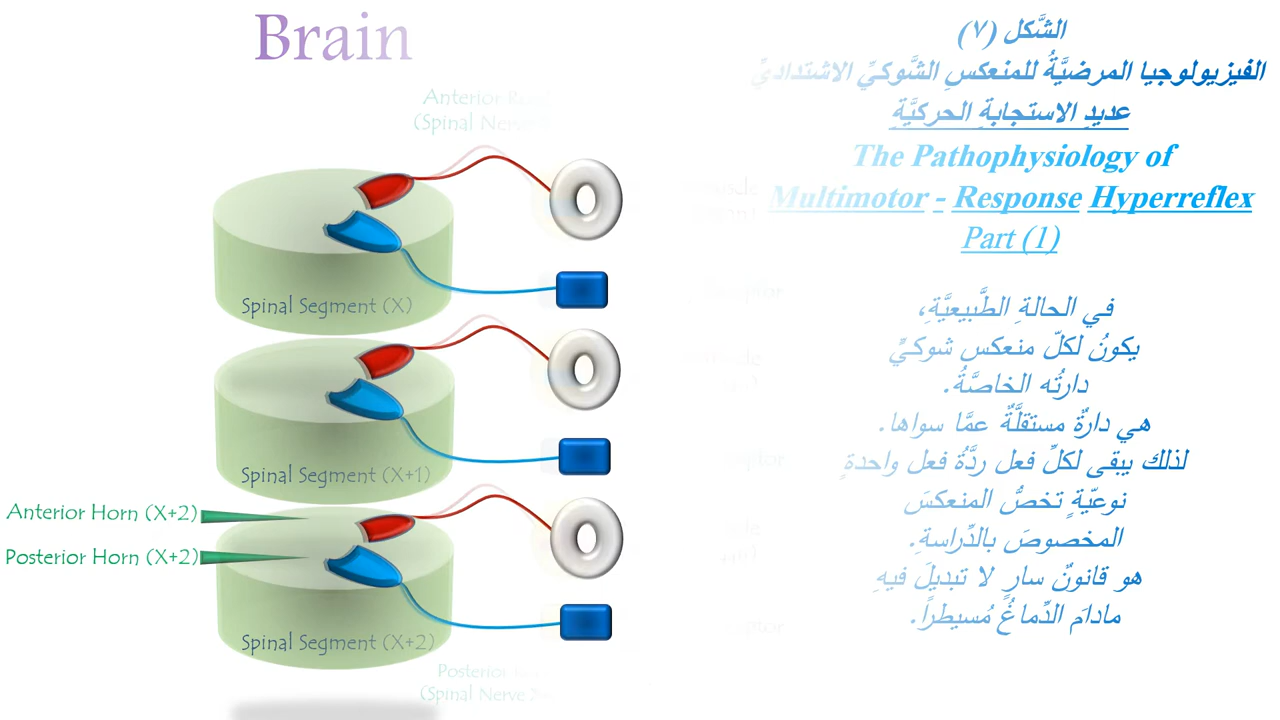 Brain
Anterior
(Spinal Nerve
Spinal Segment (X)
Spinal Segment (X+1)
Anterior Horn (X+2)
Posterior Horn (X+2)
Spinal Segment (X+2)
Posterior
(Spinal Nerve
الشَّكل (٧)
الفيزيولوجيا المرضيَّةُ للمنعكسِ الشَّوكيِّ الاشتداديِّ
عديدِ الاستجابةِ الحركيَّةِ
The Pathophysiology of
Multimotor - Response Hyperreflex
Part (1)
في الحالةِ الطَّبيعيَّةِ،
يكونُ لكلّ منعكس شوكيٍّ
دارتُه الخاصَّةُ.
هي دارةٌ مستقلَّةٌ عمَّا سواها.
لذلك يبقى لكلِّ فعل ردَّةُ فعل واحدةٍ
نوعيّةٍ تخصُّ المنعكسَ
المخصوصَ بالدِّراسةِ.
هو قانونٌ سارٍ لا تبديلَ فيهِ
مادامَ الدِّماغُ مُسيطراً.